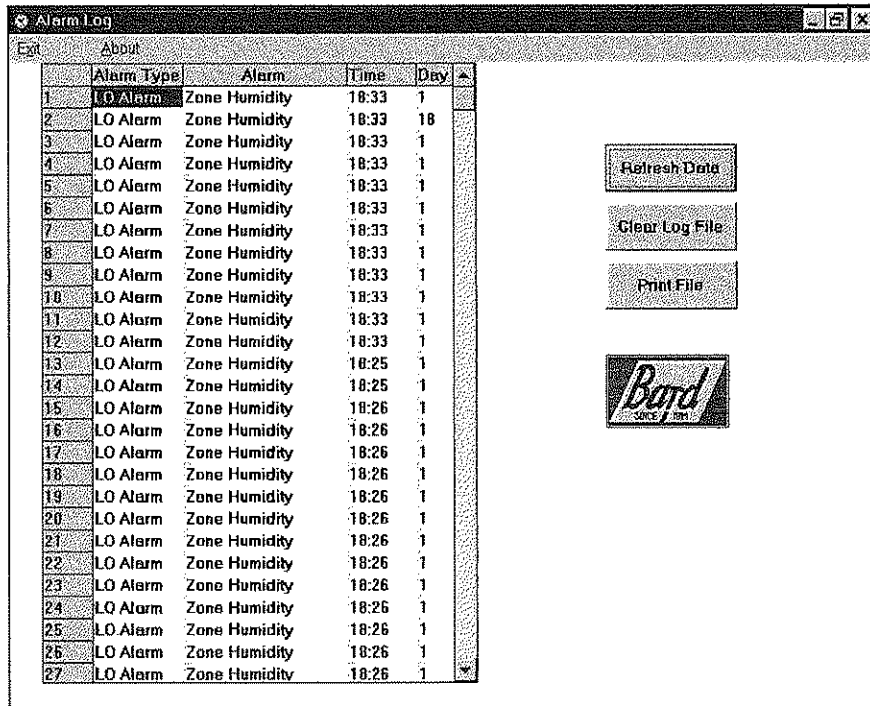 Alarm Log
Exit About
Alarm Type Alarm Time Day
1 LO Alarm Zone Humidity 18:33 1
2 LO Alarm Zone Humidity 18:33 18
3 LO Alarm Zone Humidity 18:33 1
4 LO Alarm Zone Humidity 18:33 1
5 LO Alarm Zone Humidity 18:33 1
6 LO Alarm Zone Humidity 18:33 1
7 LO Alarm Zone Humidity 18:33 1
8 LO Alarm Zone Humidity 18:33 1
9 LO Alarm Zone Humidity 18:33 1
10 LO Alarm Zone Humidity 18:33 1
11 LO Alarm Zone Humidity 18:33 1
12 LO Alarm Zone Humidity 18:33 1
13 LO Alarm Zone Humidity 18:25 1
14 LO Alarm Zone Humidity 18:25 1
15 LO Alarm Zone Humidity 18:26 1
16 LO Alarm Zone Humidity 18:26 1
17 LO Alarm Zone Humidity 18:26 1
18 LO Alarm Zone Humidity 18:26 1
19 LO Alarm Zone Humidity 18:26 1
20 LO Alarm Zone Humidity 18:26 1
21 LO Alarm Zone Humidity 18:26 1
22 LO Alarm Zone Humidity 18:26 1
23 LO Alarm Zone Humidity 18:26 1
24 LO Alarm Zone Humidity 18:26 1
25 LO Alarm Zone Humidity 18:26 1
26 LO Alarm Zone Humidity 18:26 1
27 LO Alarm Zone Humidity 18:26 1
Refresh Data
Clear Log File
Print File
Bard
SINCE 1914